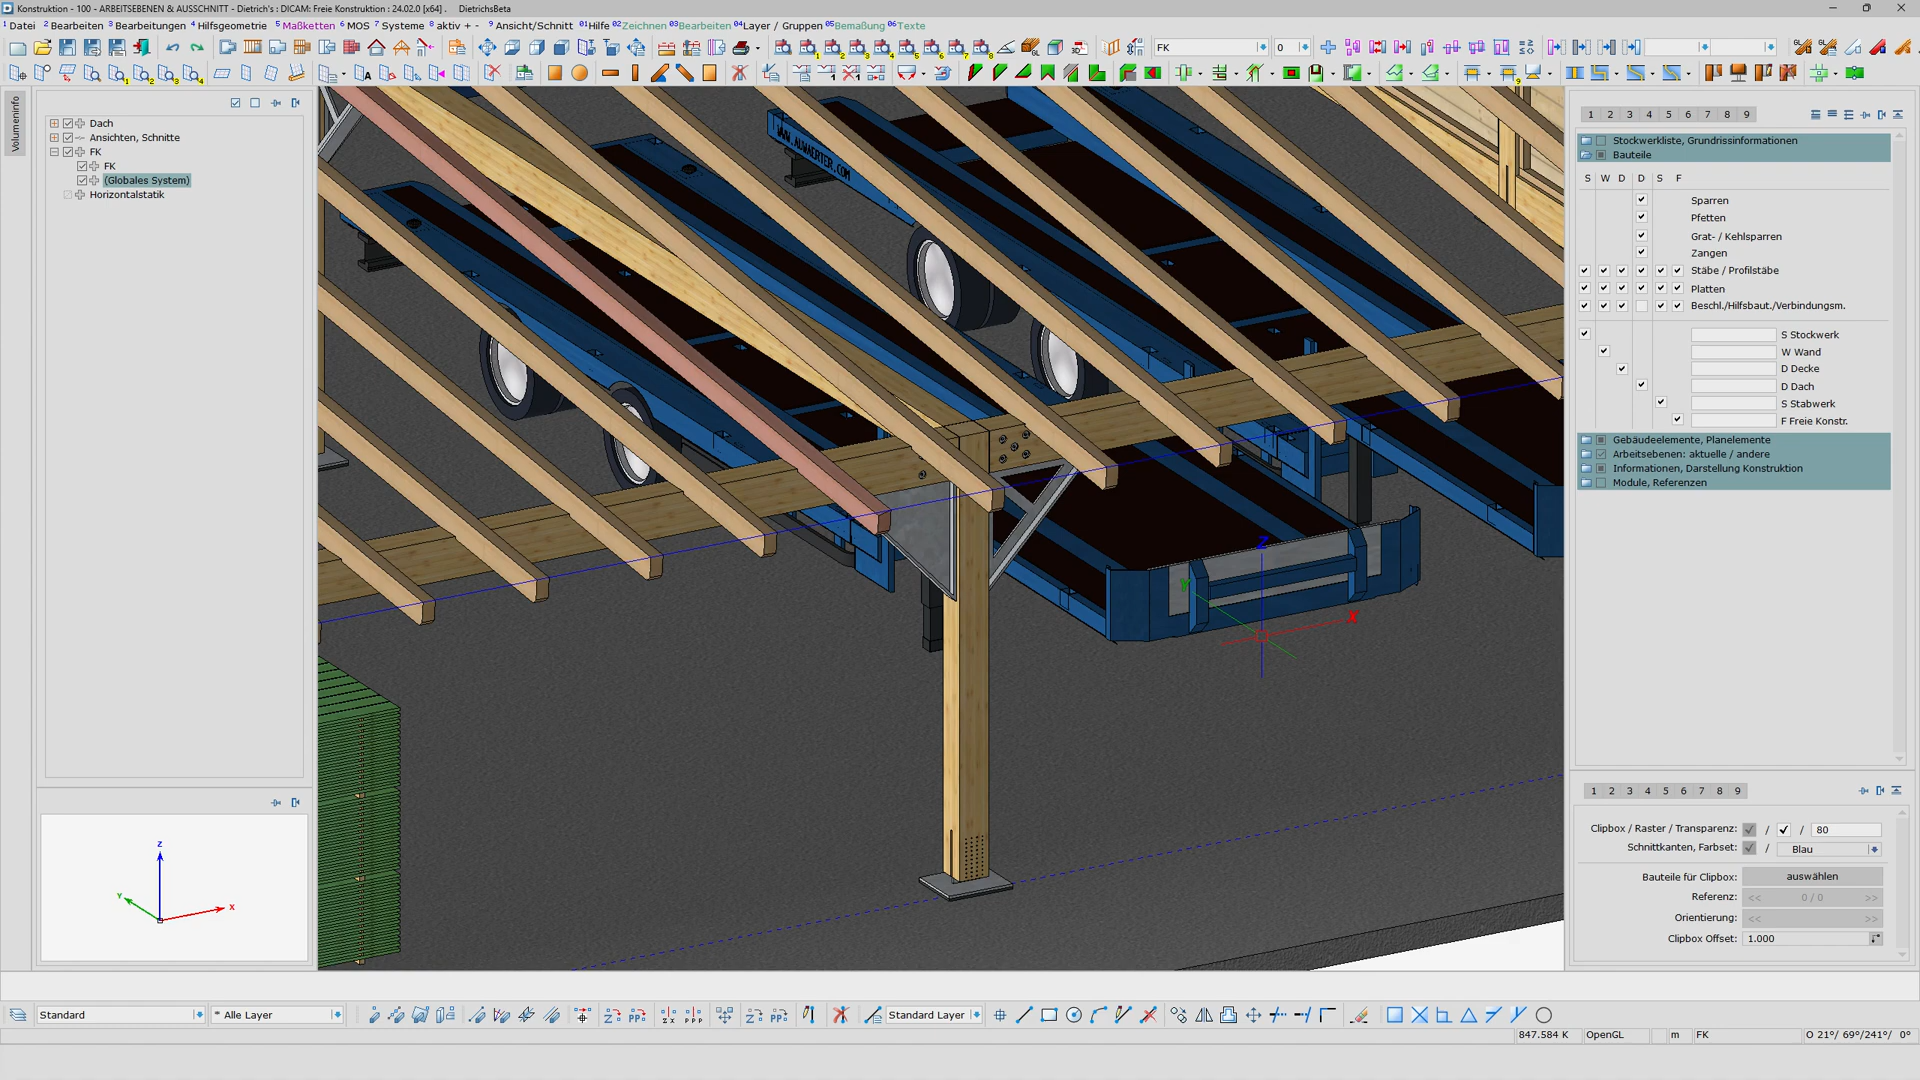 Konstruktion - 100 - ARBEITSEBENEN & AUSSCHNITT - Dietrich's : DICAM: Freie Konstruktion : 24.02.0 [x64] . DietrichsBeta
1 Datei 2 Bearbeiten 3 Bearbeitungen 4 Hilfsgeometrie 5 Maßketten 6 MOS 7 Systeme 8 aktiv + - 9 Ansicht/Schnitt 01 Hilfe 02 Zeichnen 03 Bearbeiten 04 Layer / Gruppen 05 Bemaßung 06 Texte
FK 0
Volumeninfo
Dach
Ansichten, Schnitte
FK
FK
(Globales System)
Horizontalstatik
Z
Y
X
WWW.ALMAERTER.COM
Z
Y
X
1 2 3 4 5 6 7 8 9
Stockwerkliste, Grundrissinformationen
Bauteile
S W D D S F
Sparren
Pfetten
Grat- / Kehlsparren
Zangen
Stäbe / Profilstäbe
Platten
Beschl./Hilfsbaut./Verbindungsm.
S Stockwerk
W Wand
D Decke
D Dach
S Stabwerk
F Freie Konstr.
Gebäudeelemente, Planelemente
Arbeitsebenen: aktuelle / andere
Informationen, Darstellung Konstruktion
Module, Referenzen
1 2 3 4 5 6 7 8 9
Clipbox / Raster / Transparenz: / / 80
Schnittkanten, Farbset: / Blau
Bauteile für Clipbox: auswählen
Referenz: << 0 / 0 >>
Orientierung: << >>
Clipbox Offset: 1.000
Standard * Alle Layer Standard Layer
847.584 K OpenGL m FK O 21°/ 69°/241°/ 0°